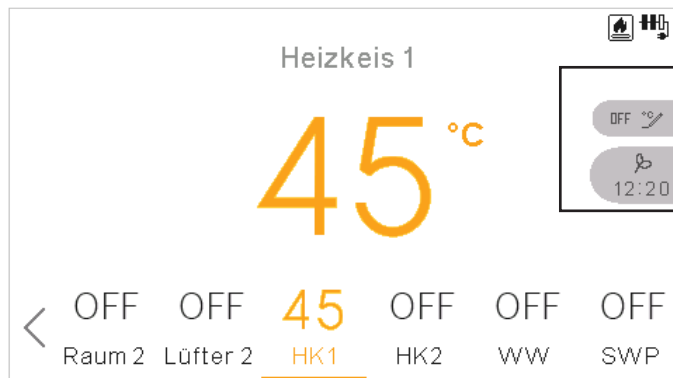 Heizkeis 1
45 °C
OFF °C
12:20
OFF OFF 45 OFF OFF OFF
Raum 2 Lüfter 2 HK1 HK2 WW SWP